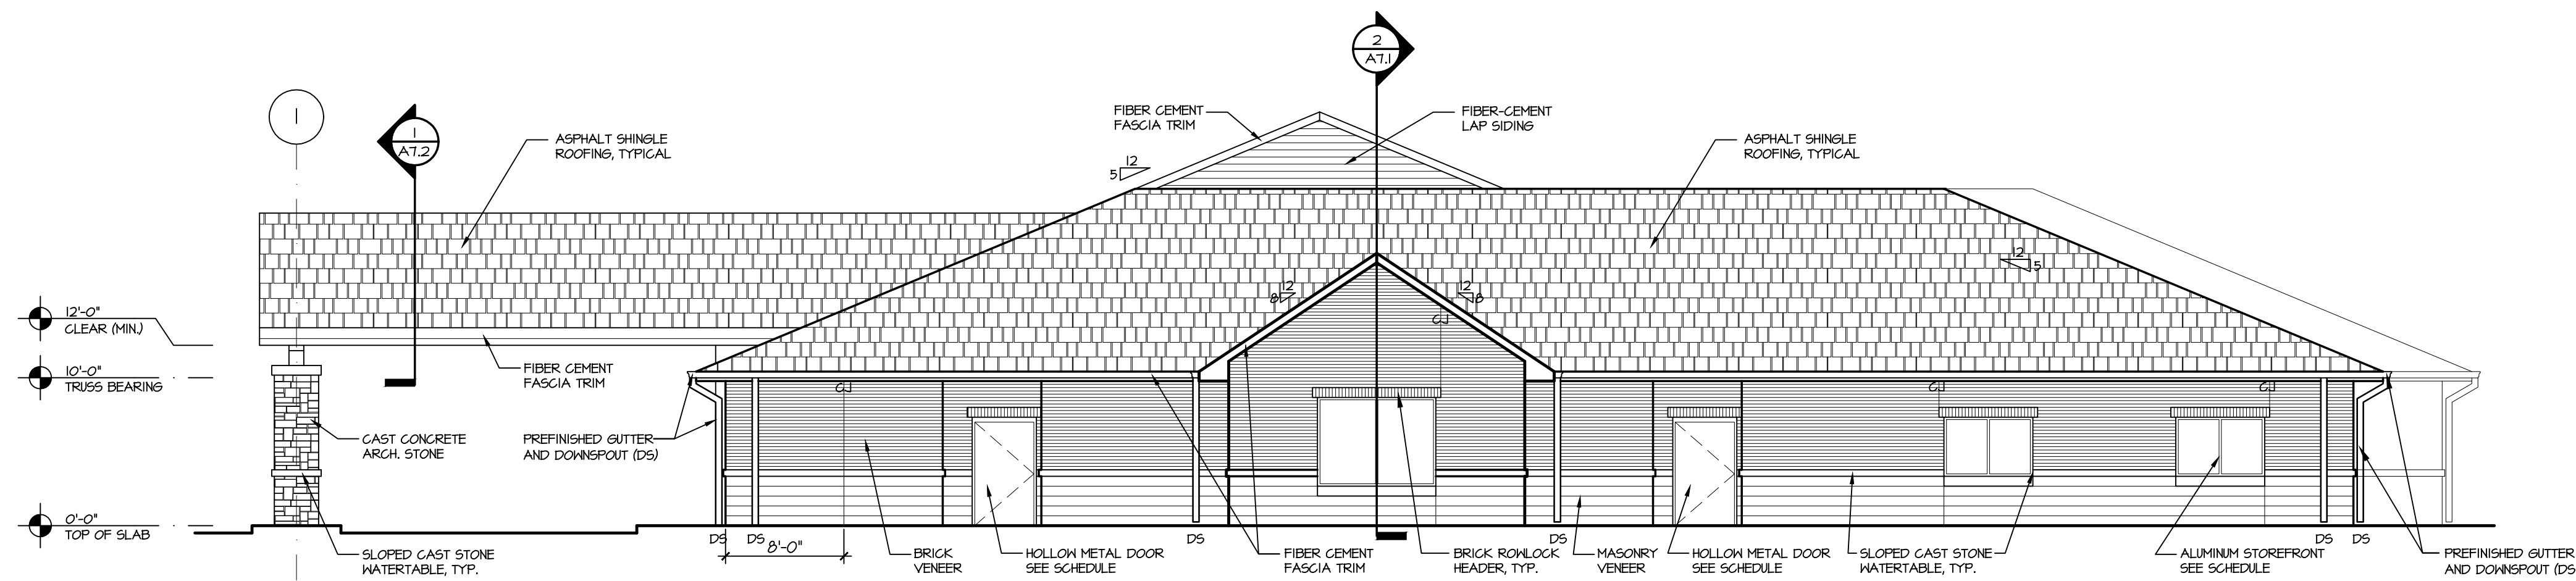 2
A7.1
1
1
A7.2
ASPHALT SHINGLE
ROOFING, TYPICAL
FIBER CEMENT
FASCIA TRIM
FIBER-CEMENT
LAP SIDING
ASPHALT SHINGLE
ROOFING, TYPICAL
12
5
12
5
12
8
12
8
CJ
12'-0"
CLEAR (MIN.)
10'-0"
TRUSS BEARING
FIBER CEMENT
FASCIA TRIM
CJ
CJ
CJ
CAST CONCRETE
ARCH. STONE
PREFINISHED GUTTER
AND DOWNSPOUT (DS)
0'-0"
TOP OF SLAB
DS
DS
8'-0"
DS
DS
DS
DS
SLOPED CAST STONE
WATERTABLE, TYP.
BRICK
VENEER
HOLLOW METAL DOOR
SEE SCHEDULE
FIBER CEMENT
FASCIA TRIM
BRICK ROWLOCK
HEADER, TYP.
MASONRY
VENEER
HOLLOW METAL DOOR
SEE SCHEDULE
SLOPED CAST STONE
WATERTABLE, TYP.
ALUMINUM STOREFRONT
SEE SCHEDULE
PREFINISHED GUTTER
AND DOWNSPOUT (DS